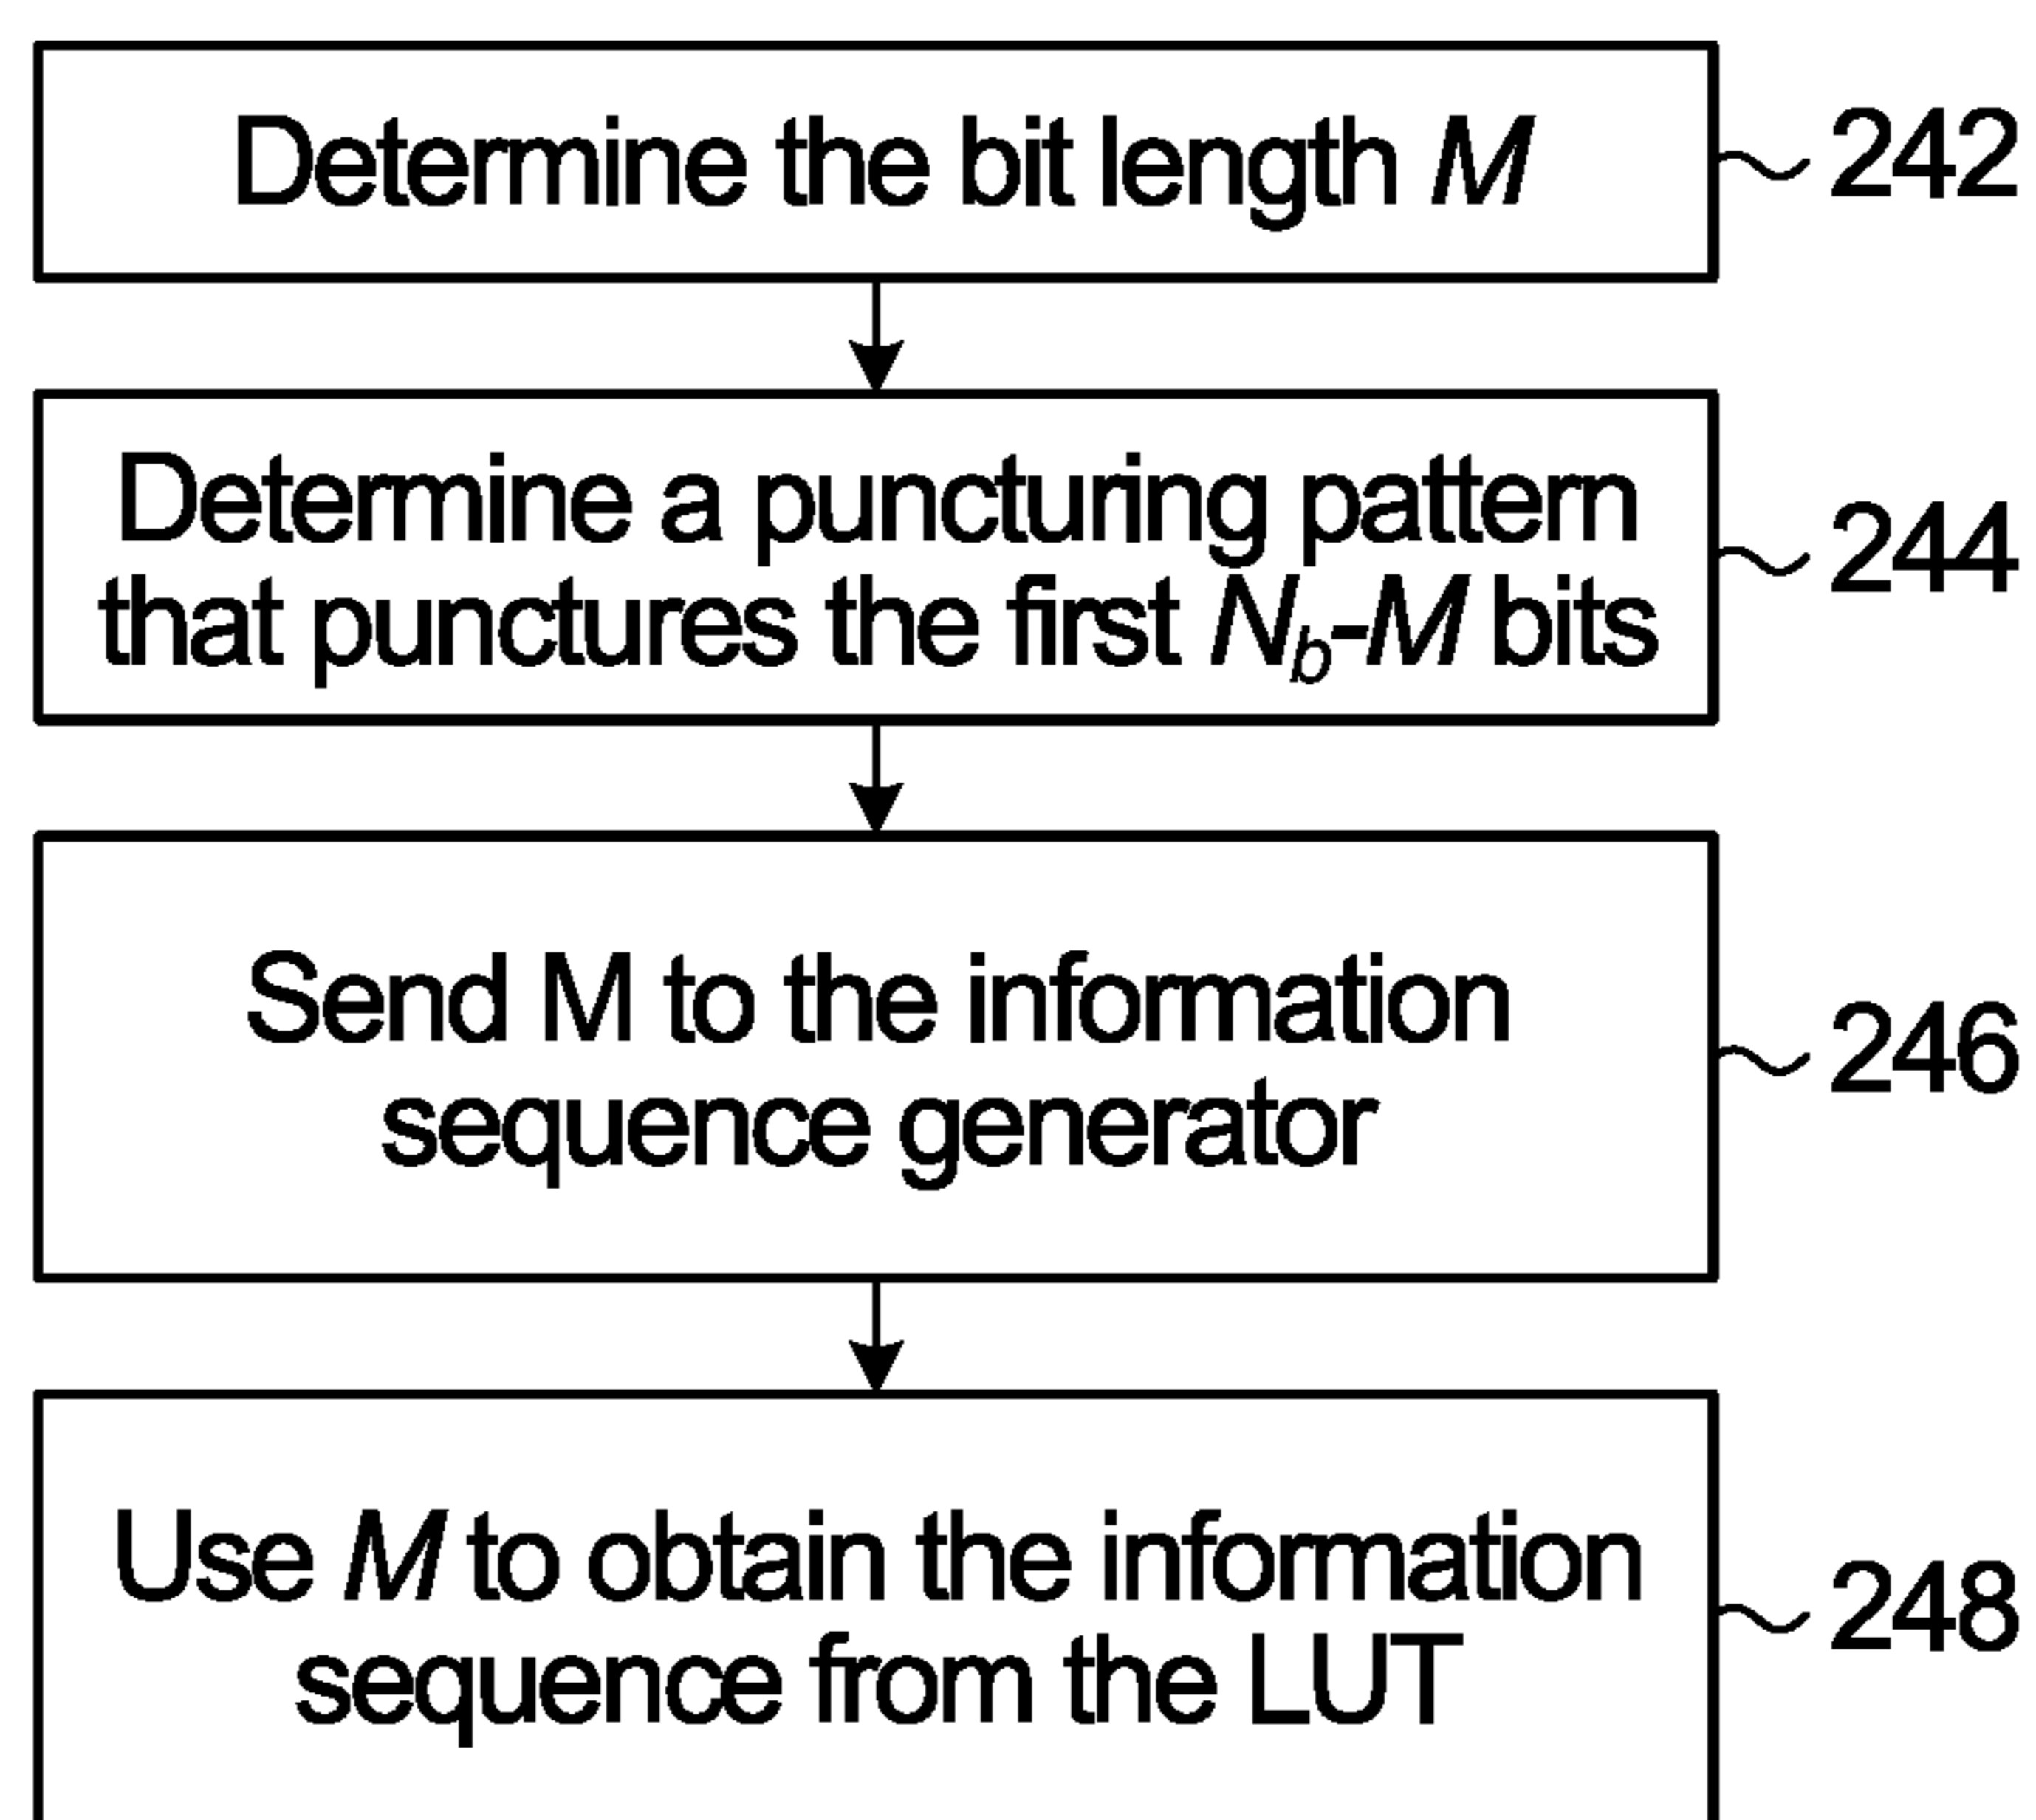 Determine the bit length M
242
Determine a puncturing pattern
that punctures the first N_b-M bits
244
Send M to the information
sequence generator
246
Use M to obtain the information
sequence from the LUT
248